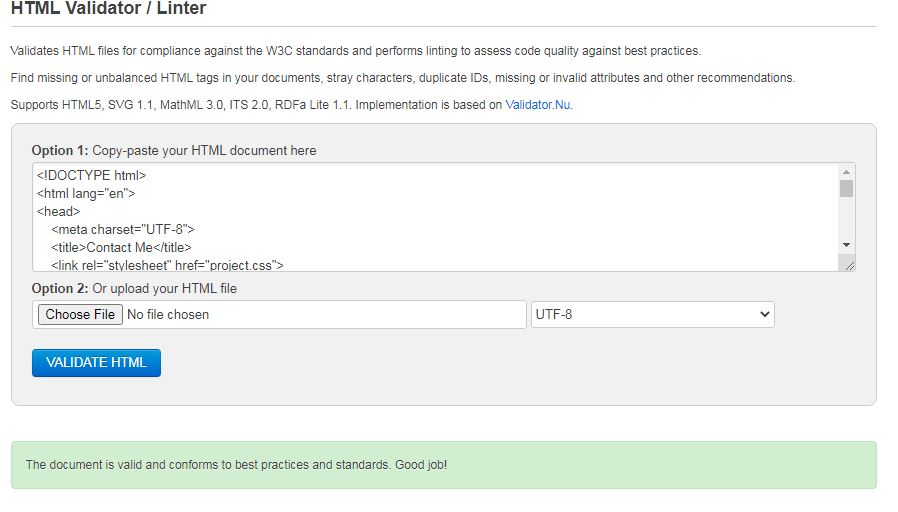 HTML Validator / Linter
Validates HTML files for compliance against the W3C standards and performs linting to assess code quality against best practices.
Find missing or unbalanced HTML tags in your documents, stray characters, duplicate IDs, missing or invalid attributes and other recommendations.
Supports HTML5, SVG 1.1, MathML 3.0, ITS 2.0, RDFa Lite 1.1. Implementation is based on Validator.Nu.
Option 1: Copy-paste your HTML document here
<!DOCTYPE html>
<html lang="en">
<head>
    <meta charset="UTF-8">
    <title>Contact Me</title>
    <link rel="stylesheet" href="project.css">
Option 2: Or upload your HTML file
Choose File No file chosen UTF-8
VALIDATE HTML
The document is valid and conforms to best practices and standards. Good job!